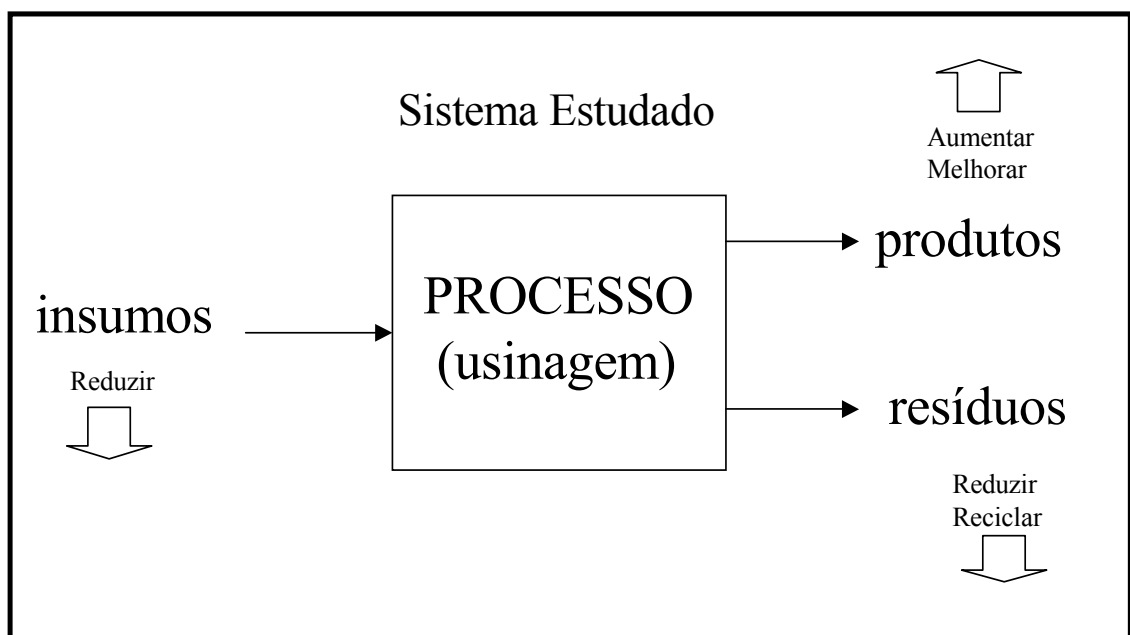 Sistema Estudado
Aumentar
Melhorar
produtos
PROCESSO
(usinagem)
insumos
Reduzir
resíduos
Reduzir
Reciclar